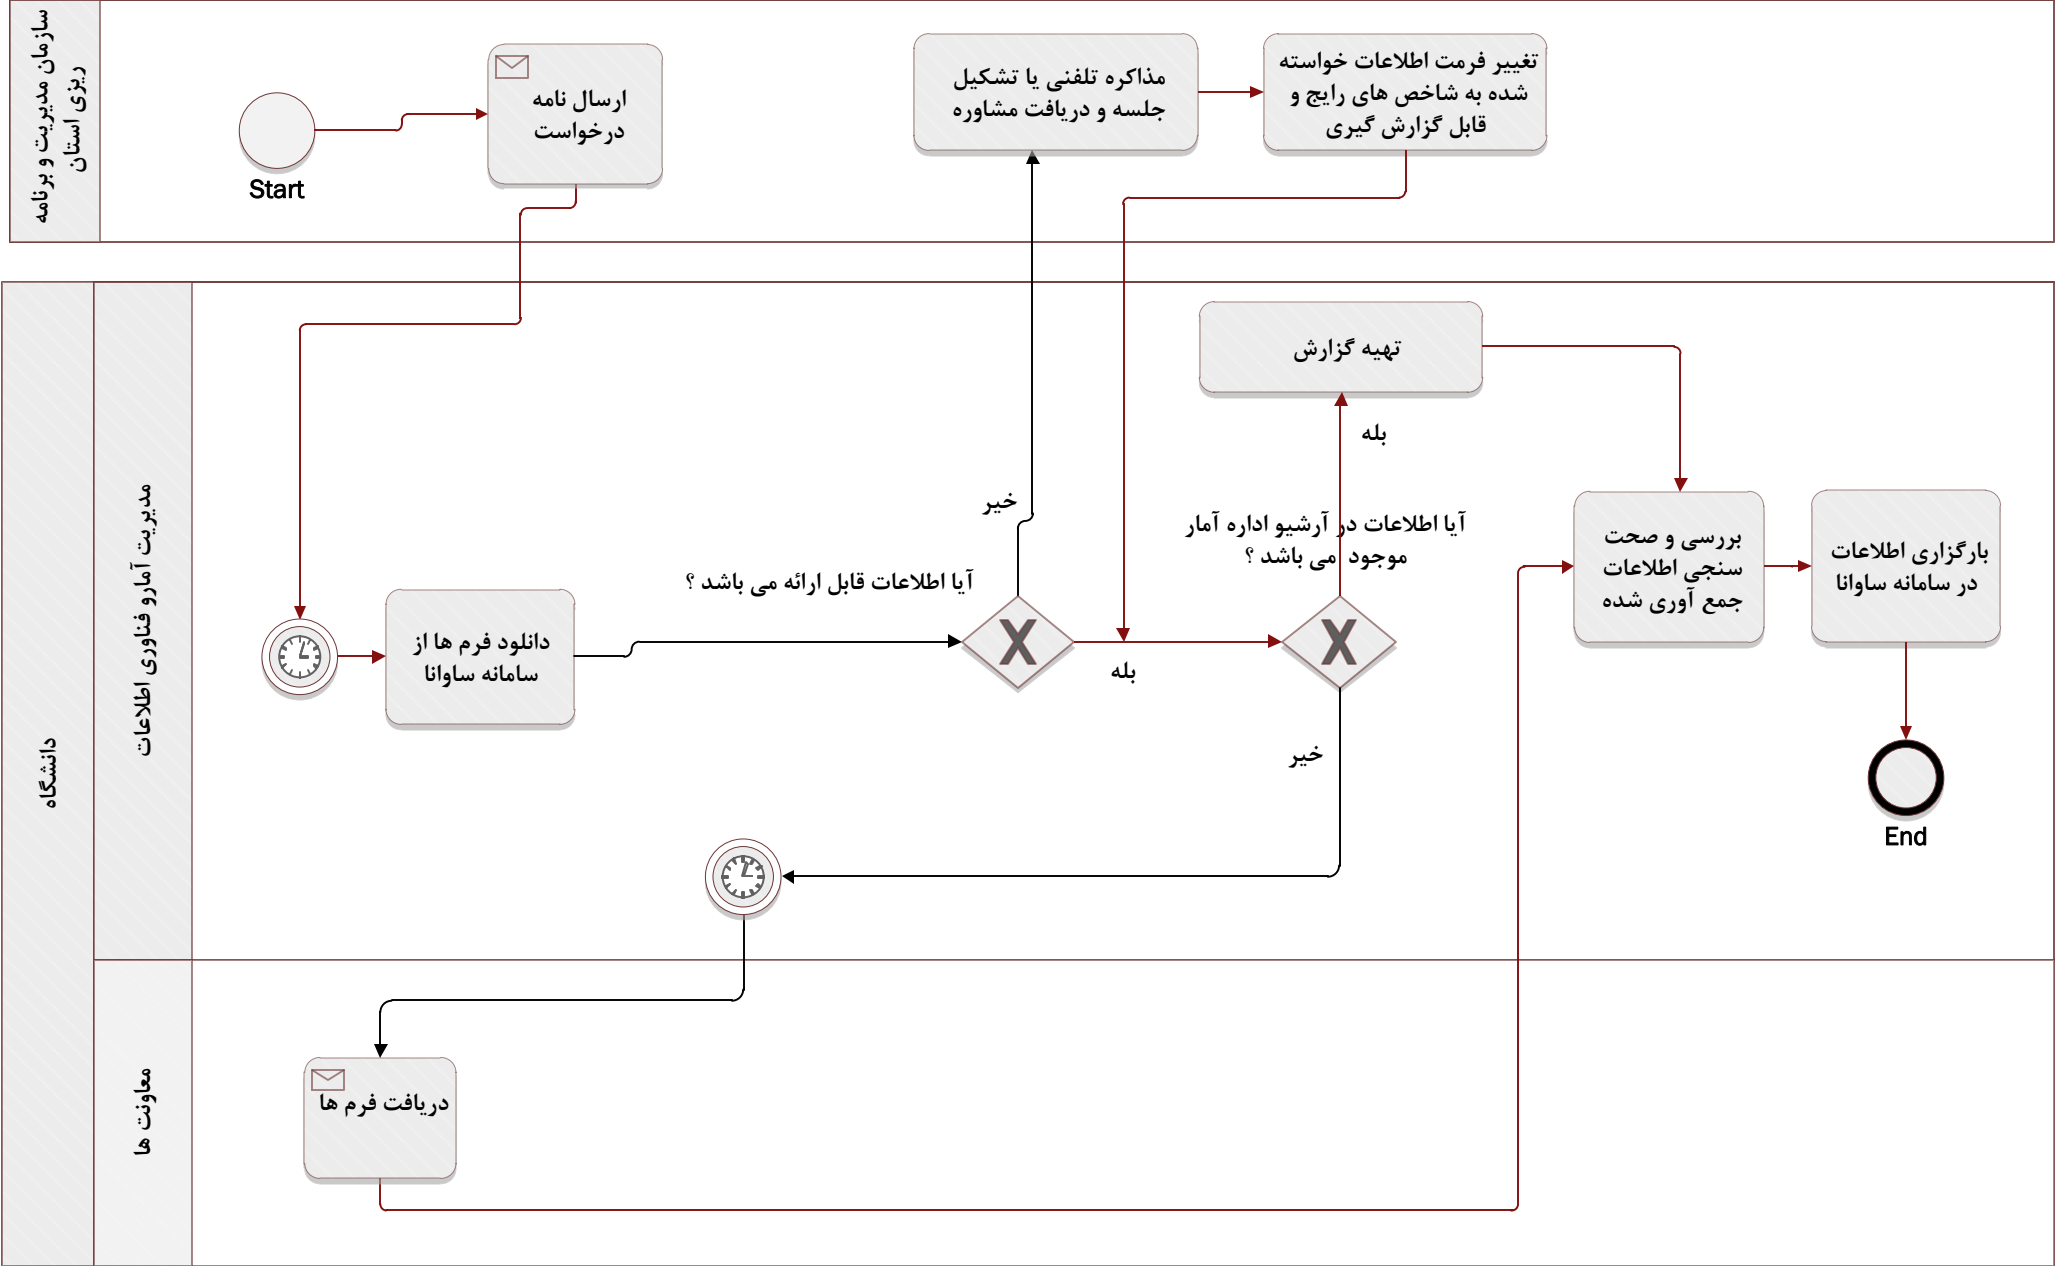 سازمان مدیریت و برنامه
ریزی استان
Start
ارسال نامه
درخواست
مذاکره تلفنی یا تشکیل
جلسه و دریافت مشاوره
تغییر فرمت اطلاعات خواسته
شده به شاخص های رایج و
قابل گزارش گیری
دانشگاه
مدیریت آمارو فناوری اطلاعات
دانلود فرم ها از
سامانه ساوانا
آیا اطلاعات قابل ارائه می باشد ؟
خیر
بله
آیا اطلاعات در آرشیو اداره آمار
موجود می باشد ؟
بله
تهیه گزارش
خیر
بررسی و صحت
سنجی اطلاعات
جمع آوری شده
بارگزاری اطلاعات
در سامانه ساوانا
End
معاونت ها
دریافت فرم ها